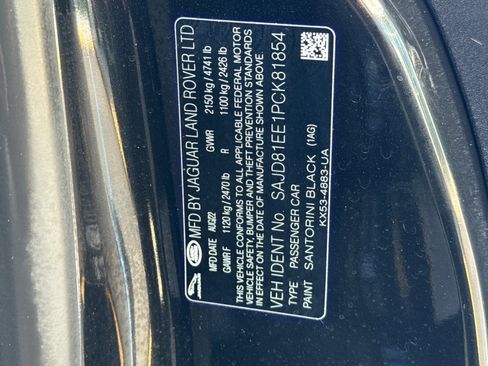 MFD BY JAGUAR LAND ROVER LTD
MFD DATE AUG22 GVWR 2150 kg / 4741 lb
GAWR F 1120 kg / 2470 lb R 1100 kg / 2426 lb
THIS VEHICLE CONFORMS TO ALL APPLICABLE FEDERAL MOTOR
VEHICLE SAFETY, BUMPER AND THEFT PREVENTION STANDARDS
IN EFFECT ON THE DATE OF MANUFACTURE SHOWN ABOVE.
VEH IDENT No. SAJD81EE1PCK81854
TYPE PASSENGER CAR
PAINT SANTORINI BLACK (1AG)
KX53-4883-UA